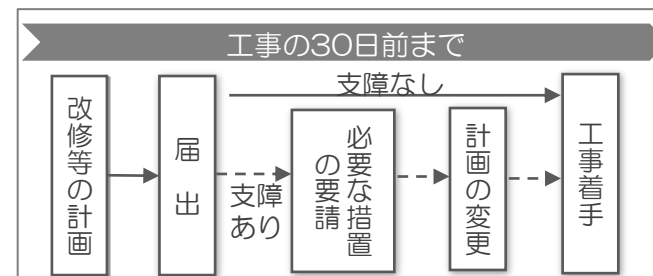 工事の30日前まで
改修等の計画
届出
支障なし
支障
あり
必要な措置
の要請
計画の変更
工事着手